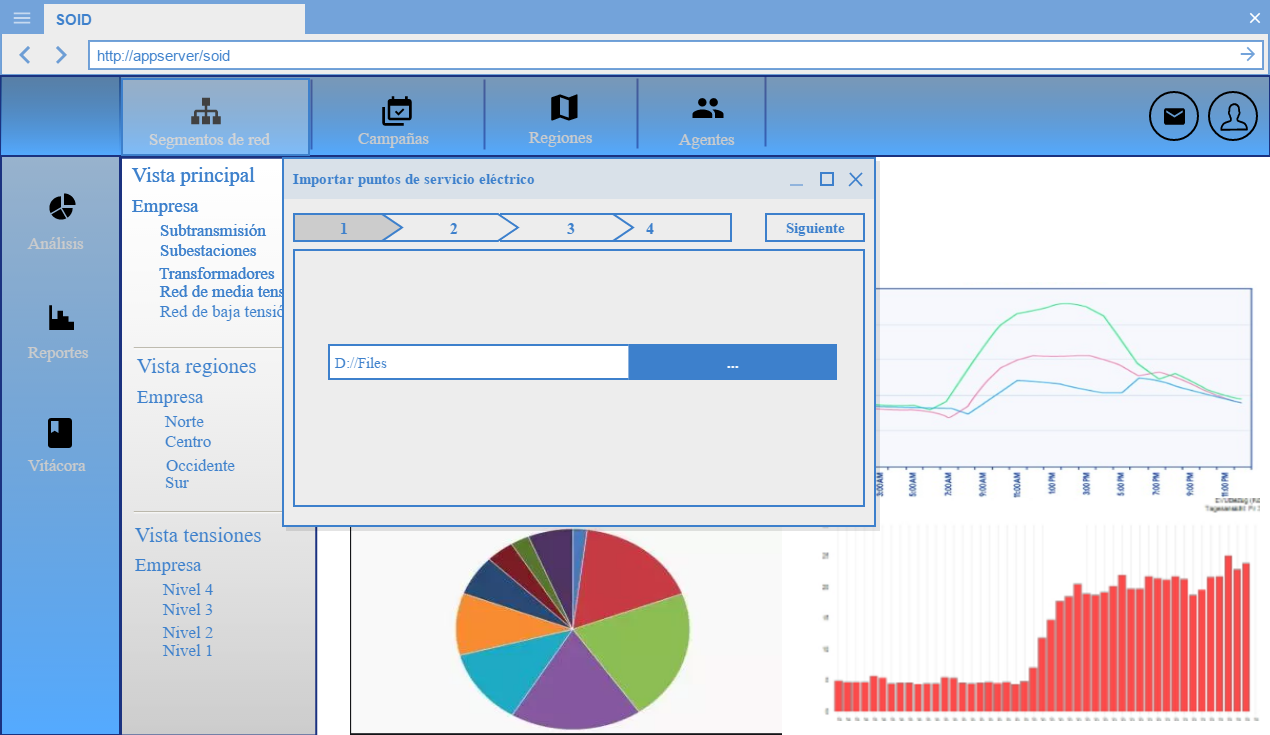 SOID
http://appserver/soid
Segmentos de red
Campañas
Regiones
Agentes
Análisis
Reportes
Vitácora
Vista principal
Empresa
Subtransmisión
Subestaciones
Transformadores
Red de media tens
Red de baja tensió
Vista regiones
Empresa
Norte
Centro
Occidente
Sur
Vista tensiones
Empresa
Nivel 4
Nivel 3
Nivel 2
Nivel 1
Importar puntos de servicio eléctrico
1 2 3 4
Siguiente
D://Files
...
3:00AM 5:00AM 7:00AM 9:00AM 11:00AM 1:00PM 3:00PM 5:00PM 7:00PM 9:00PM 11:00PM
25
20
15
10
5
0